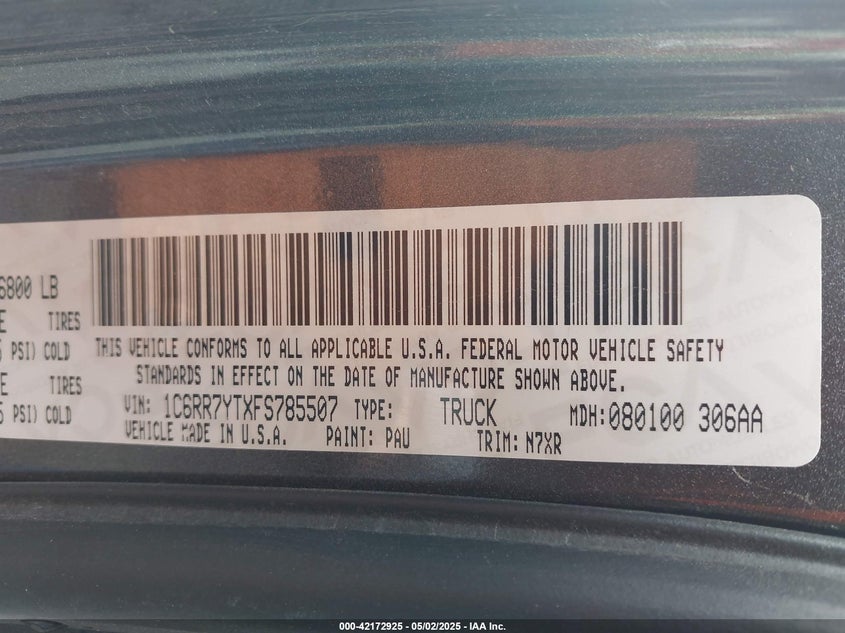 6800 LB
TIRES
PSI) COLD
TIRES
PSI) COLD
THIS VEHICLE CONFORMS TO ALL APPLICABLE U.S.A. FEDERAL MOTOR VEHICLE SAFETY
STANDARDS IN EFFECT ON THE DATE OF MANUFACTURE SHOWN ABOVE.
VIN: 1C6RR7YTXFS785507 TYPE: TRUCK MDH:080100 306AA
VEHICLE MADE IN U.S.A. PAINT: PAU TRIM: N7XR
000-42172925 - 05/02/2025 - IAA Inc.